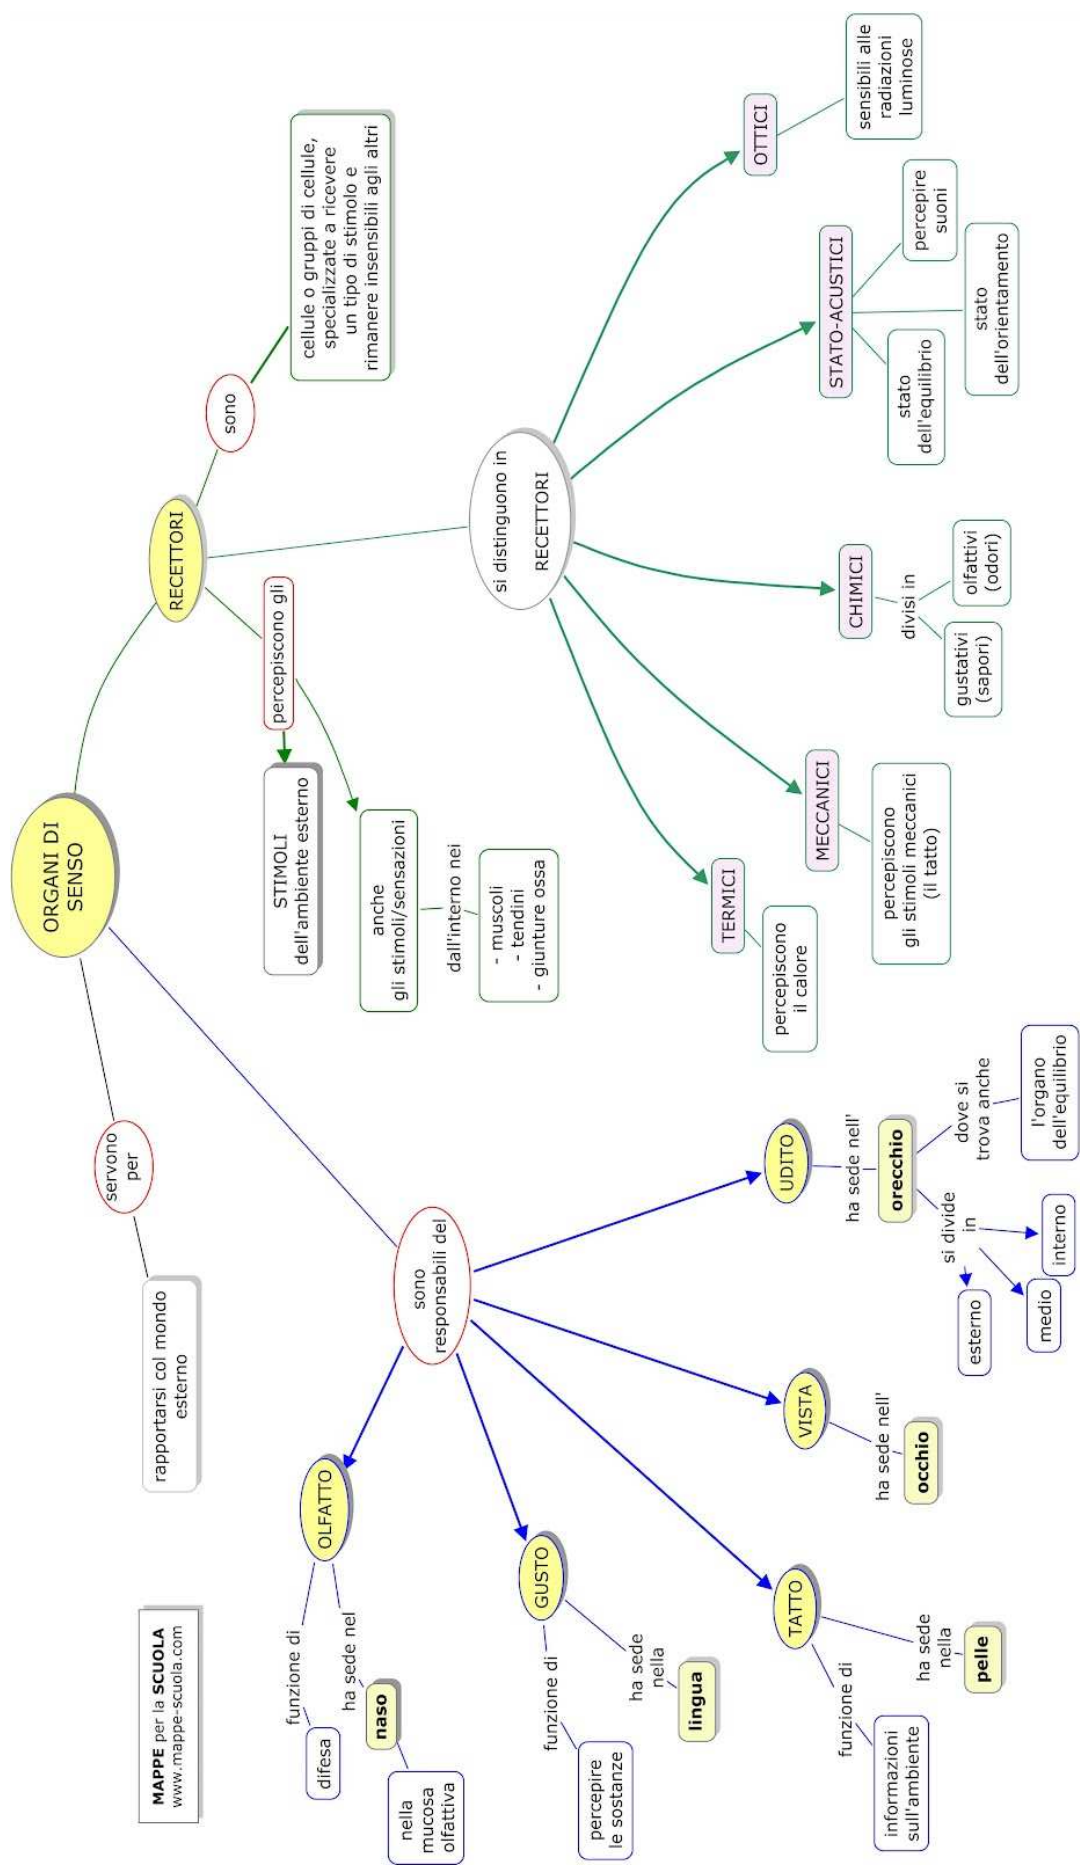 MAPPE per la SCUOLA
www.mappe-scuola.com
ORGANI DI
SENSO
servono
per
rapportarsi col mondo
esterno
sono
responsabili del
OLFATTO
funzione di
difesa
ha sede nel
naso
nella
mucosa
olfattiva
GUSTO
funzione di
percepire
le sostanze
ha sede
nella
lingua
TATTO
funzione di
informazioni
sull'ambiente
ha sede
nella
pelle
VISTA
ha sede nell'
occhio
UDITO
ha sede nell'
orecchio
si divide
in
esterno
medio
interno
dove si
trova anche
l'organo
dell'equilibrio
RECETTORI
sono
cellule o gruppi di cellule,
specializzate a ricevere
un tipo di stimolo e
rimanere insensibili agli altri
percepiscono gli
STIMOLI
dell'ambiente esterno
anche
gli stimoli/sensazioni
dall'interno nei
- muscoli
- tendini
- giunture ossa
si distinguono in
RECETTORI
TERMICI
percepiscono
il calore
MECCANICI
percepiscono
gli stimoli meccanici
(il tatto)
CHIMICI
divisi in
gustativi
(sapori)
olfattivi
(odori)
STATO-ACUSTICI
stato
dell'equilibrio
stato
dell'orientamento
percepire
suoni
OTTICI
sensibili alle
radiazioni
luminose